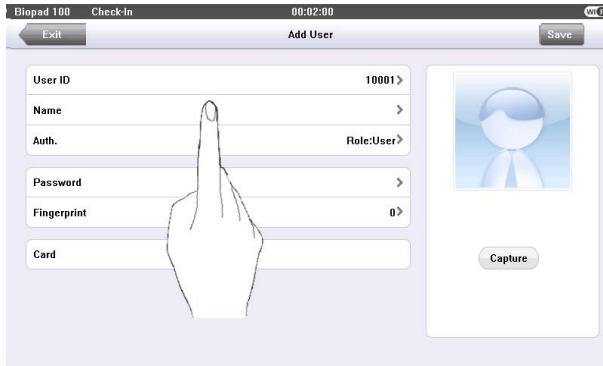 Biopad 100 Check-In 00:02:00
Exit Add User Save
User ID 10001
Name
Auth. Role:User
Password
Fingerprint 0
Card
Capture